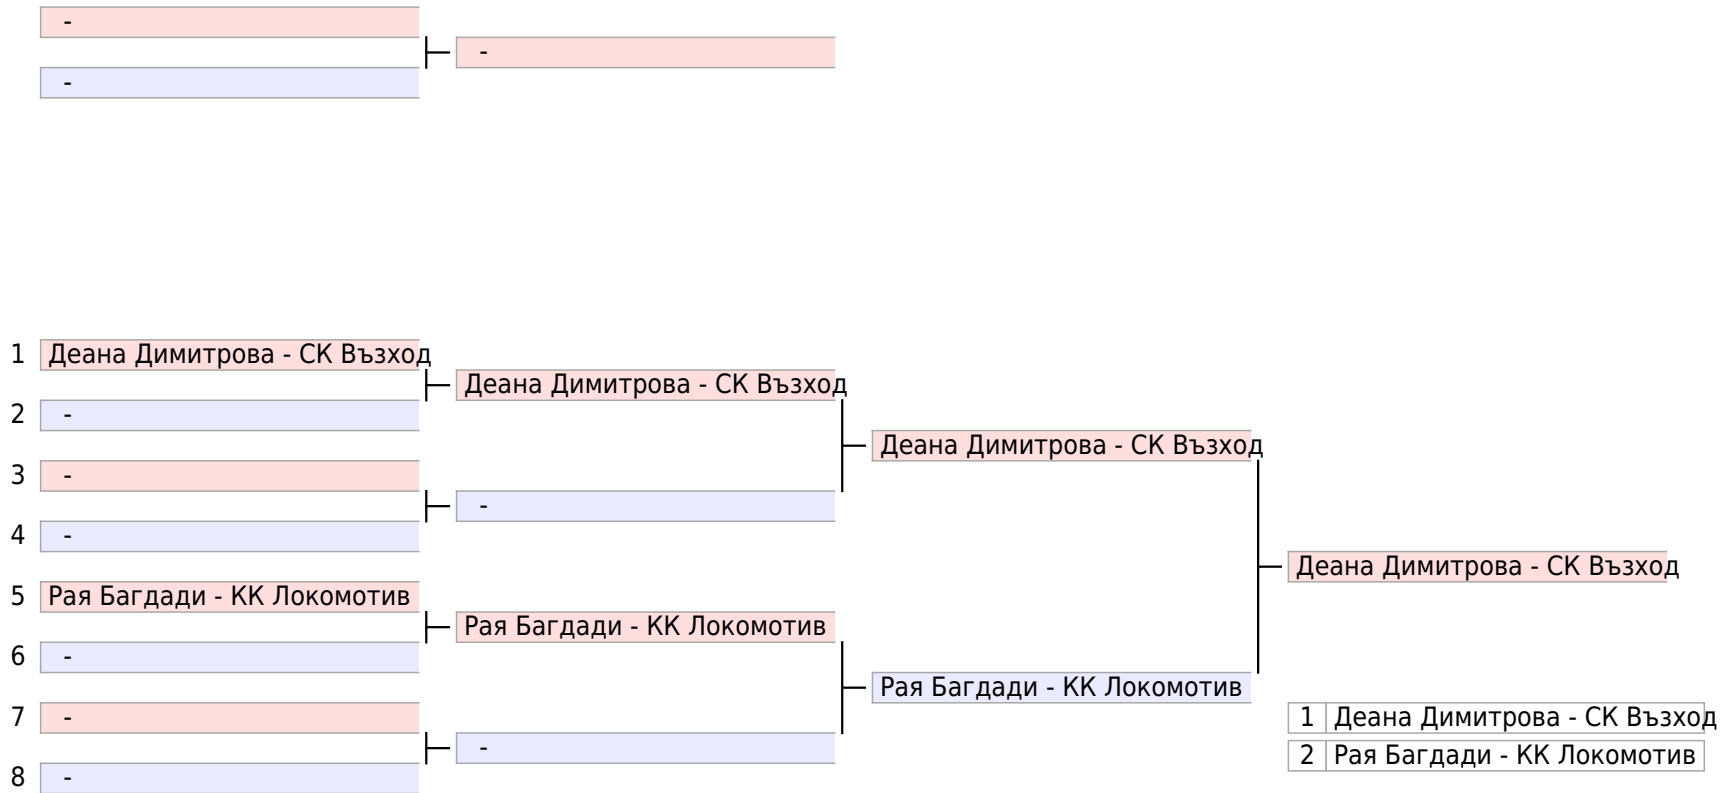 -
-
-
1 Деана Димитрова - СК Възход
Деана Димитрова - СК Възход
2 -
Деана Димитрова - СК Възход
3 -
-
4 -
Деана Димитрова - СК Възход
5 Рая Багдади - КК Локомотив
Рая Багдади - КК Локомотив
6 -
Рая Багдади - КК Локомотив
7 -
-
8 -
1 Деана Димитрова - СК Възход
2 Рая Багдади - КК Локомотив